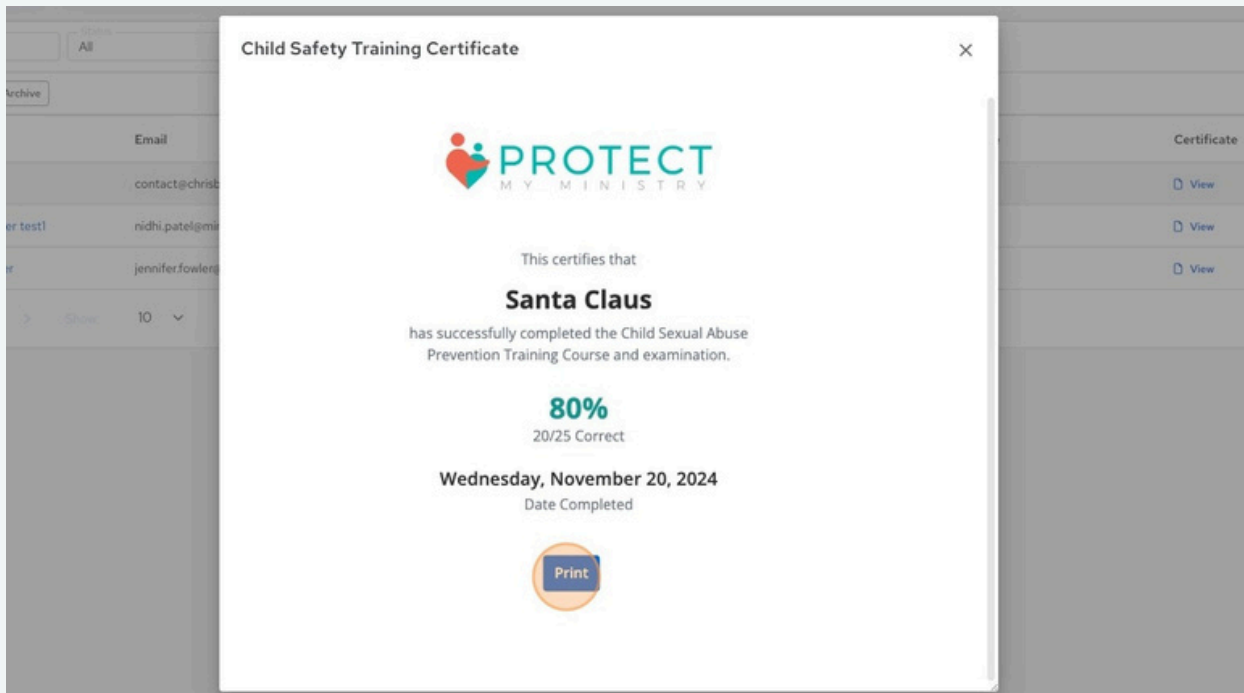 All
Child Safety Training Certificate
Archive
Email
Certificate
PROTECT
MY MINISTRY
contact@chrisb
View
er test1
nidhi.patel@mi
View
er
jennifer.fowler@
View
Show
10
This certifies that
Santa Claus
has successfully completed the Child Sexual Abuse
Prevention Training Course and examination.
80%
20/25 Correct
Wednesday, November 20, 2024
Date Completed
Print